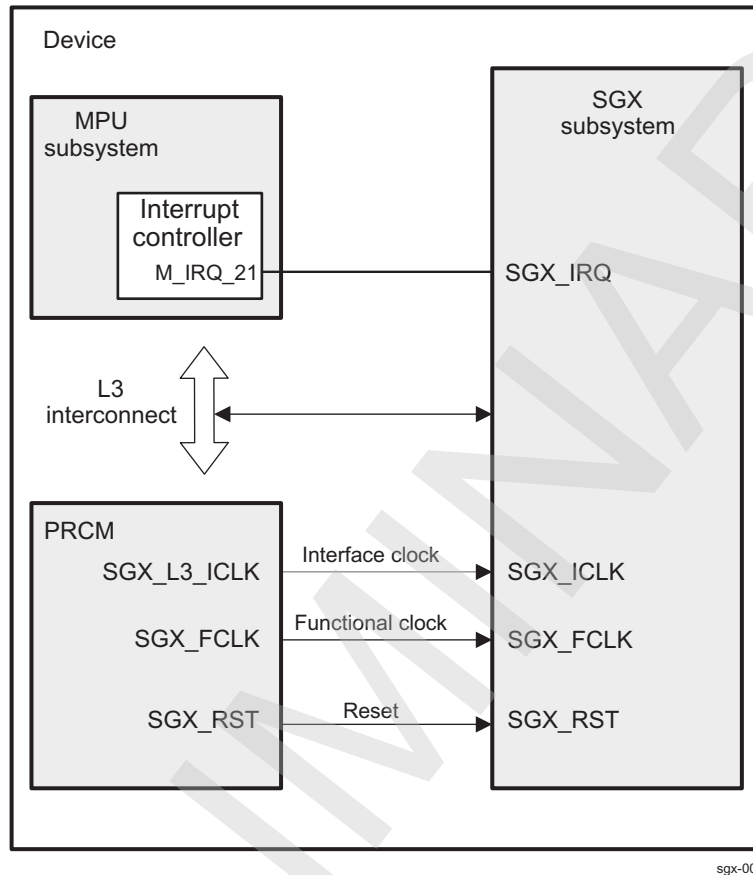 Device
MPU
subsystem
Interrupt
controller
M_IRQ_21
SGX
subsystem
SGX_IRQ
L3
interconnect
PRCM
SGX_L3_ICLK
Interface clock
SGX_ICLK
SGX_FCLK
Functional clock
SGX_FCLK
SGX_RST
Reset
SGX_RST